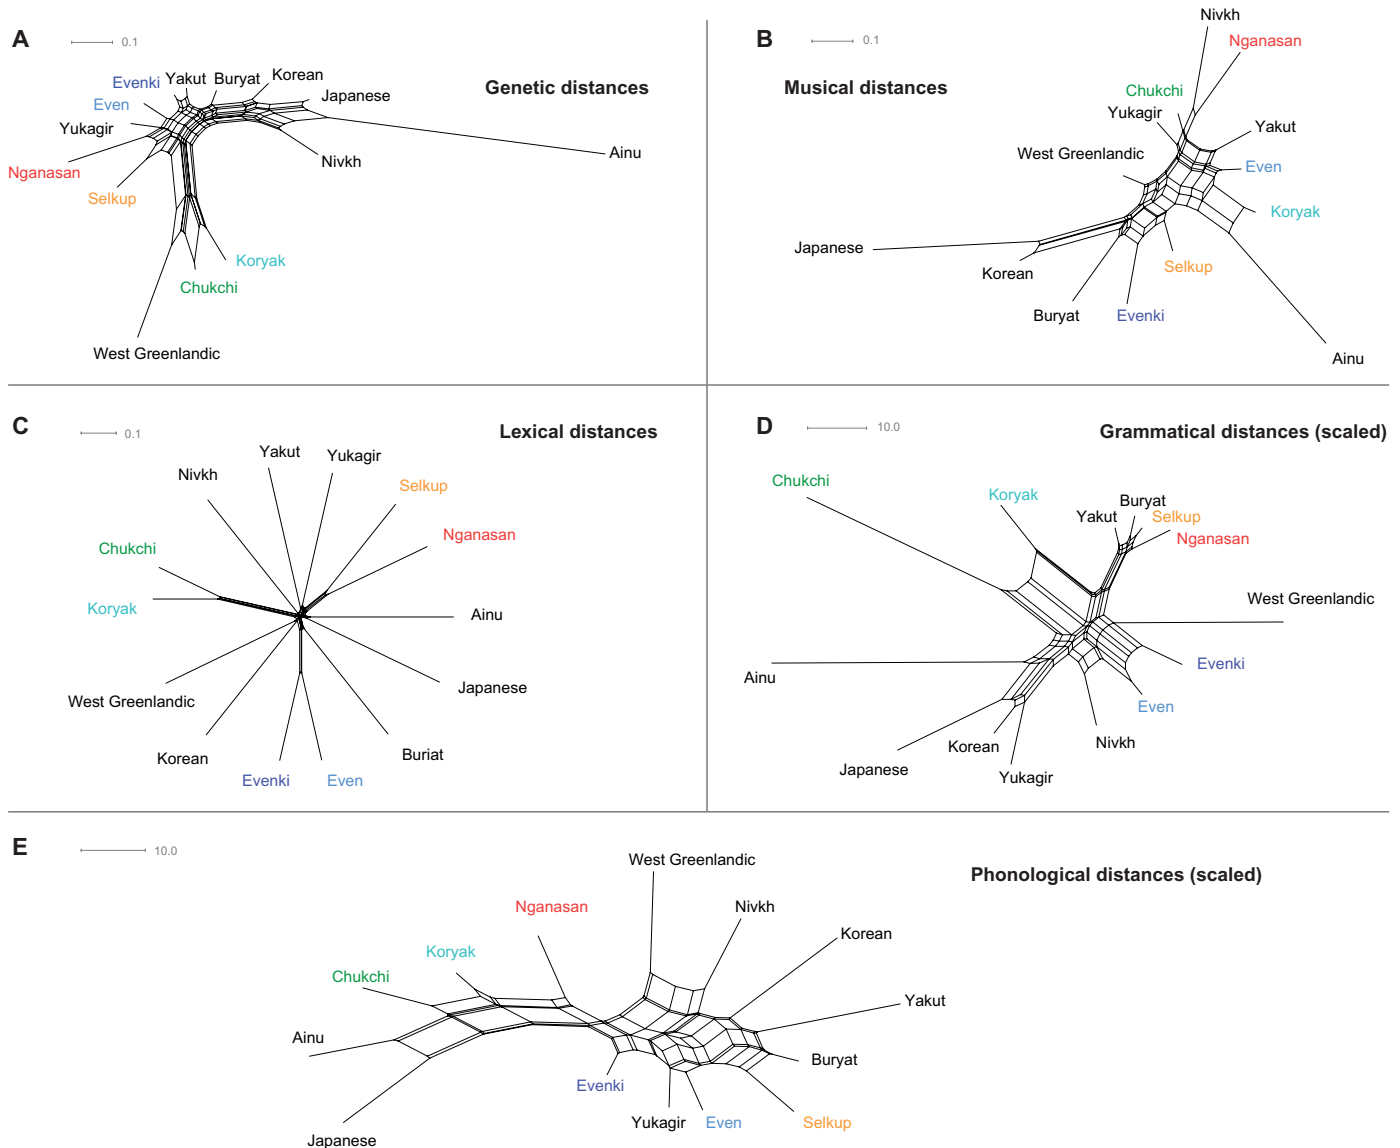 A
0.1
Genetic distances
Evenki
Yakut
Buryat
Korean
Even
Japanese
Yukagir
Ainu
Nivkh
Nganasan
Selkup
Koryak
Chukchi
West Greenlandic
B
0.1
Musical distances
Nivkh
Nganasan
Chukchi
Yukagir
Yakut
West Greenlandic
Even
Koryak
Japanese
Korean
Selkup
Buryat
Evenki
Ainu
C
0.1
Lexical distances
Yakut
Yukagir
Nivkh
Selkup
Nganasan
Chukchi
Koryak
Ainu
West Greenlandic
Japanese
Korean
Buriat
Evenki
Even
D
10.0
Grammatical distances (scaled)
Chukchi
Koryak
Buryat
Yakut
Selkup
Nganasan
West Greenlandic
Evenki
Ainu
Even
Nivkh
Korean
Japanese
Yukagir
E
10.0
Phonological distances (scaled)
West Greenlandic
Nganasan
Nivkh
Korean
Koryak
Chukchi
Yakut
Ainu
Buryat
Evenki
Yukagir
Even
Selkup
Japanese